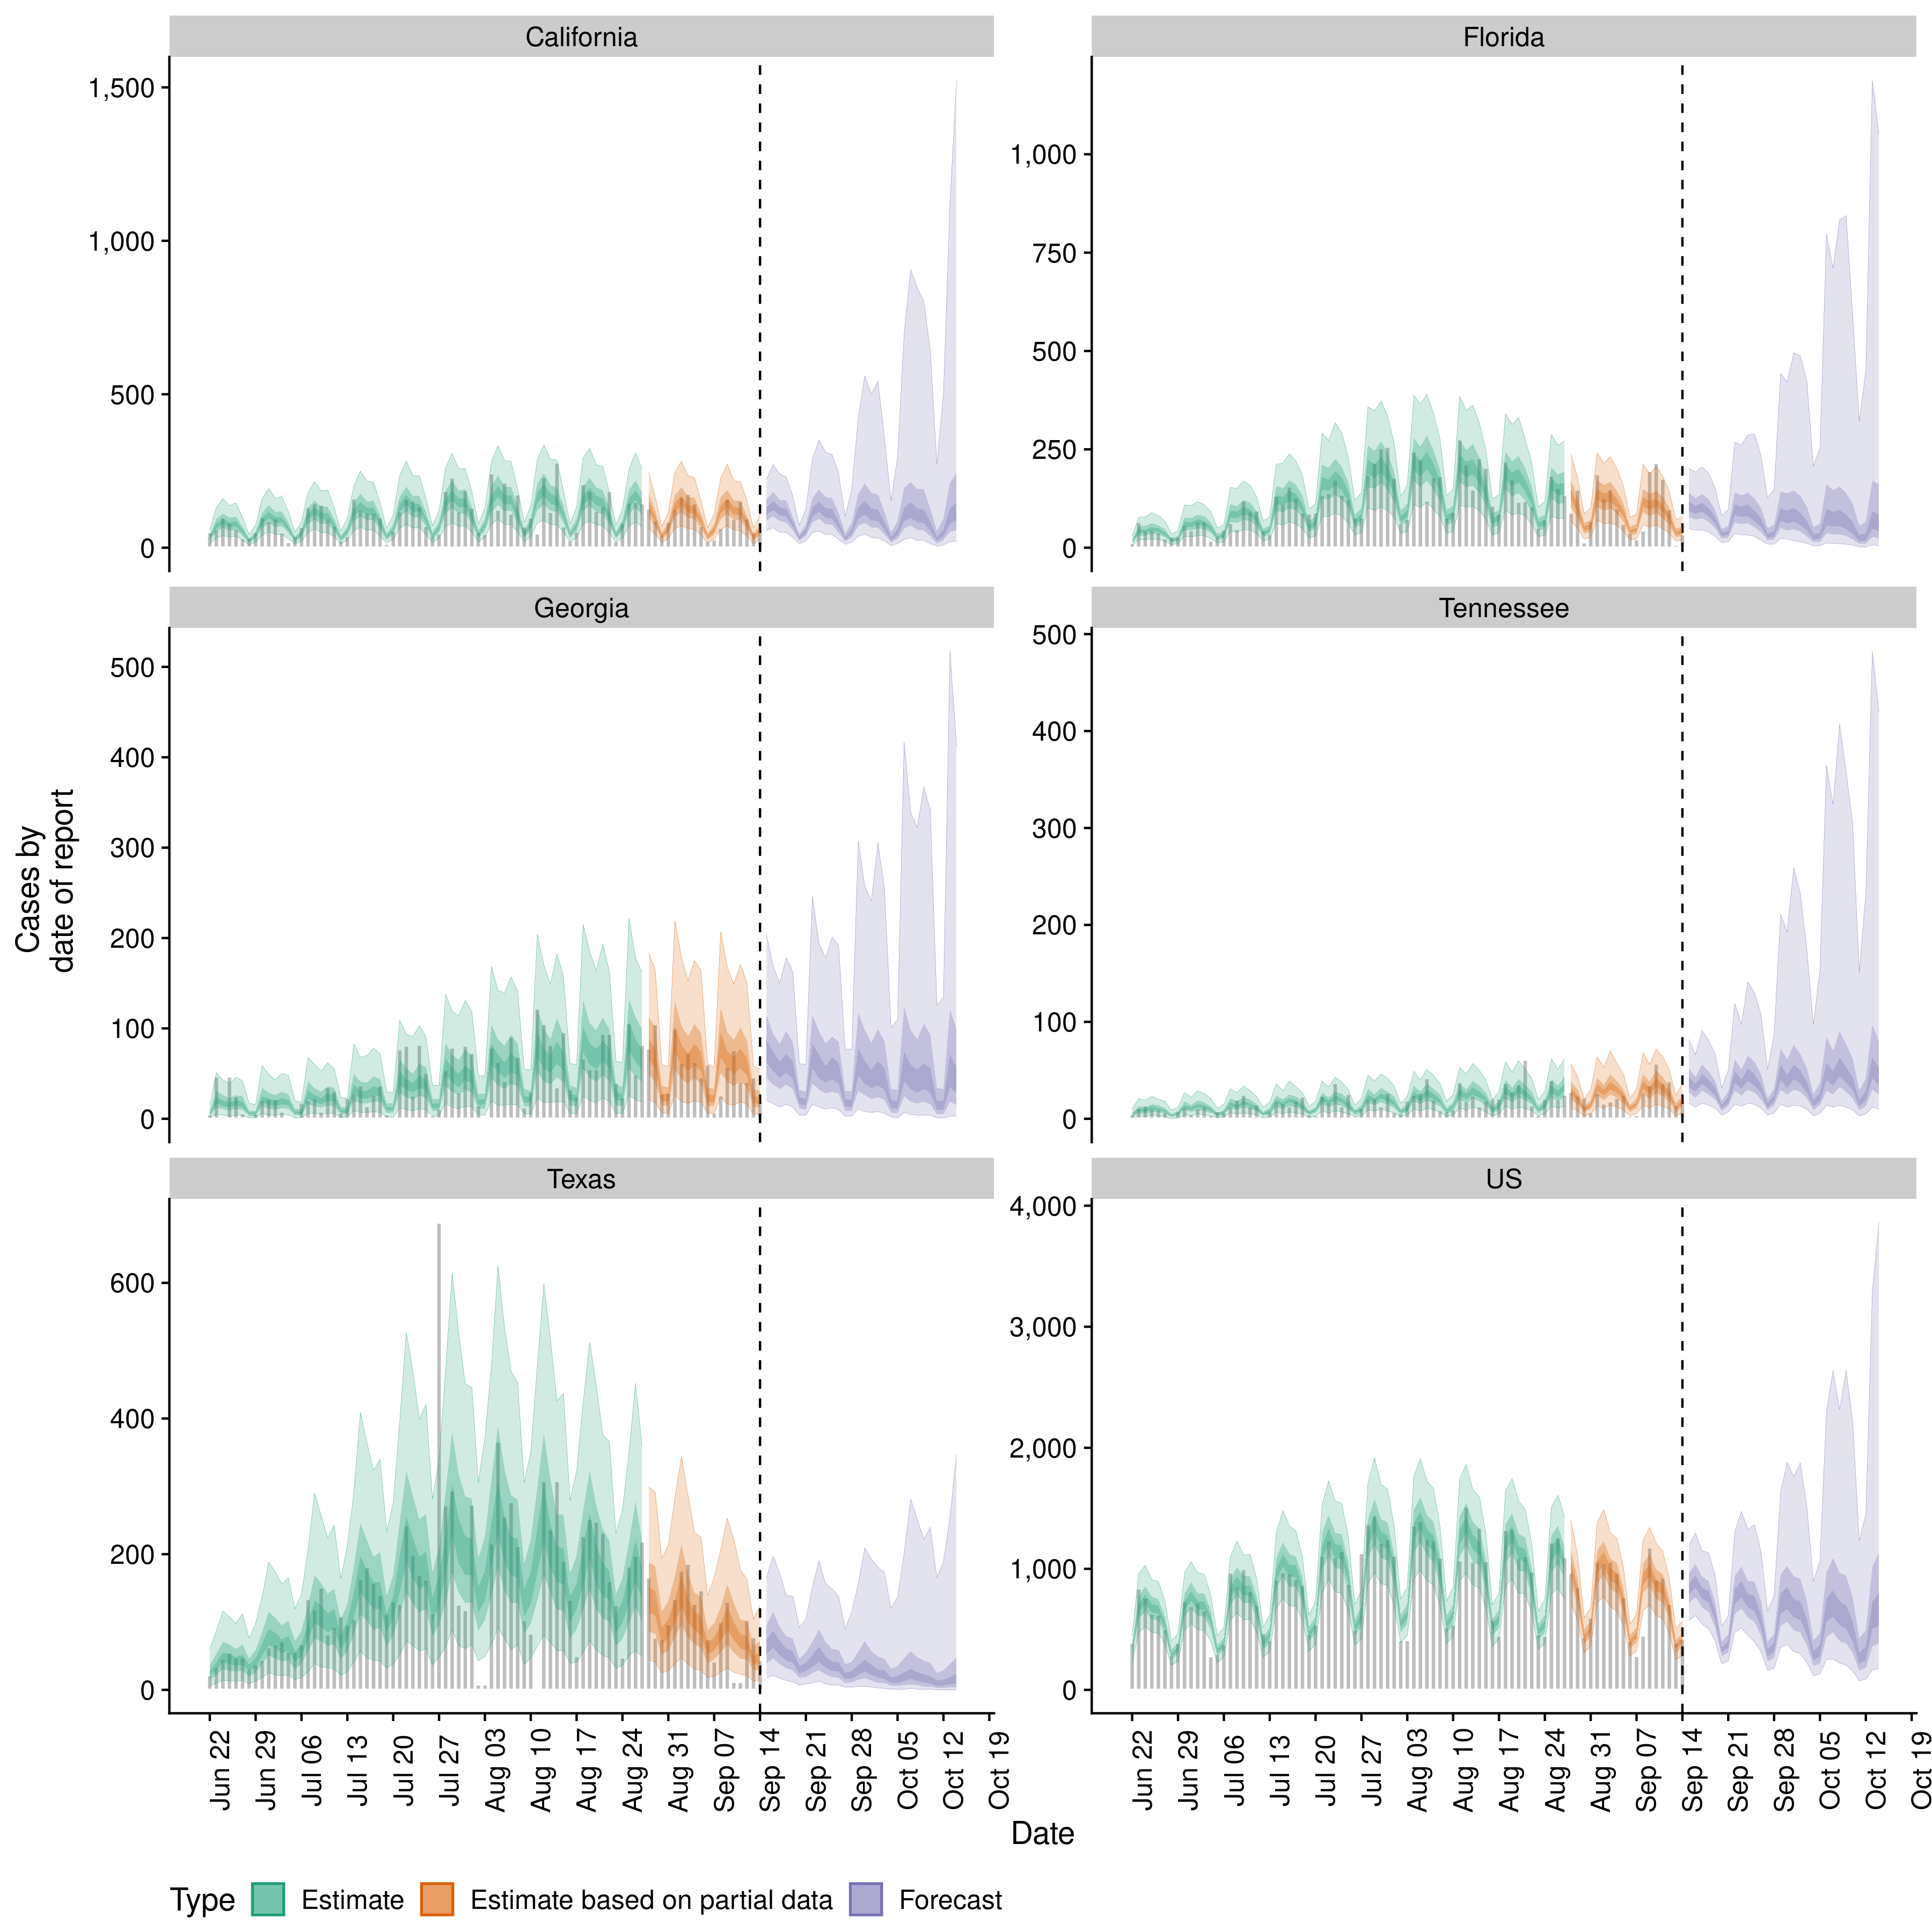 California
Florida
1,500
1,000
500
0
1,000
750
500
250
0
Georgia
Tennessee
500
400
300
200
100
0
500
400
300
200
100
0
Cases by
date of report
Texas
US
600
400
200
0
4,000
3,000
2,000
1,000
0
Jun 22
Jun 29
Jul 06
Jul 13
Jul 20
Jul 27
Aug 03
Aug 10
Aug 17
Aug 24
Aug 31
Sep 07
Sep 14
Sep 21
Sep 28
Oct 05
Oct 12
Oct 19
Jun 22
Jun 29
Jul 06
Jul 13
Jul 20
Jul 27
Aug 03
Aug 10
Aug 17
Aug 24
Aug 31
Sep 07
Sep 14
Sep 21
Sep 28
Oct 05
Oct 12
Oct 19
Date
Type Estimate Estimate based on partial data Forecast